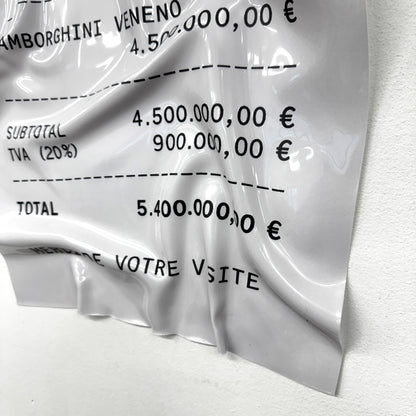 ,00 €
AMBORGHINI VENENO
4.500.000,00 €
SUBTOTAL 4.500.000,00 €
TVA (20%) 900.000,00 €
TOTAL 5.400.000,00 €
VOTRE VISITE